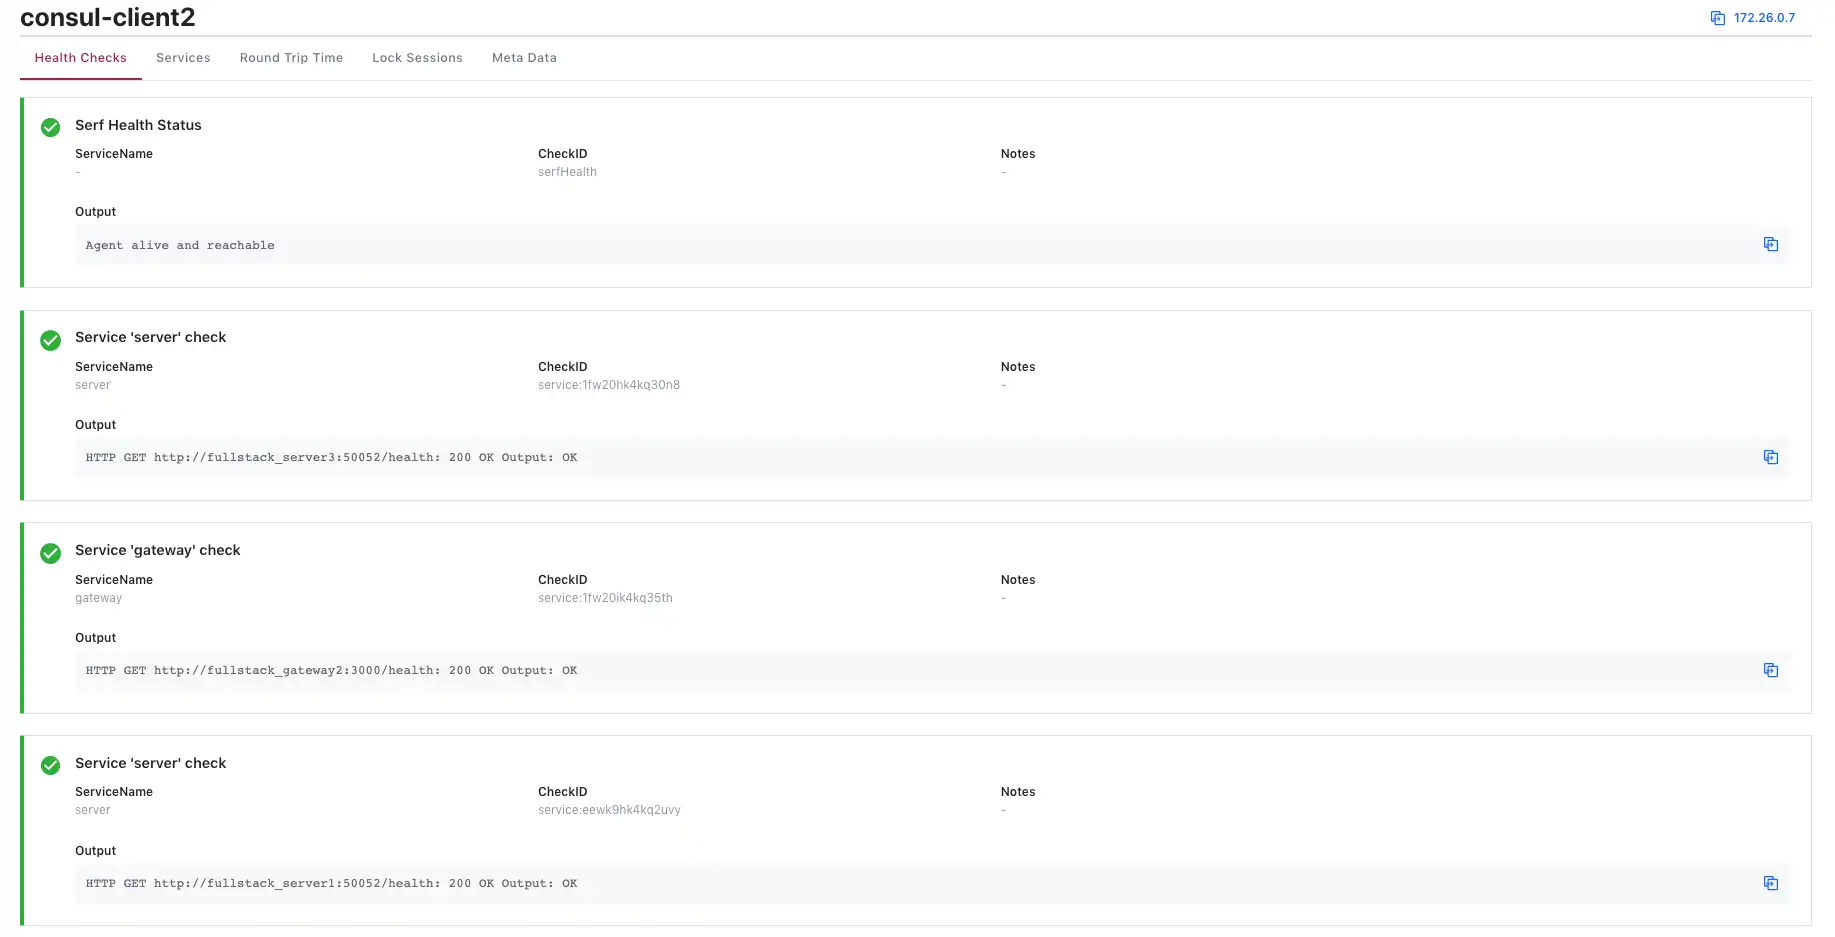 consul-client2
172.26.0.7
Health Checks Services Round Trip Time Lock Sessions Meta Data
Serf Health Status
ServiceName CheckID Notes
- serfHealth -
Output
Agent alive and reachable
Service 'server' check
ServiceName CheckID Notes
server service:1fw20hk4kq30n8 -
Output
HTTP GET http://fullstack_server3:50052/health: 200 OK Output: OK
Service 'gateway' check
ServiceName CheckID Notes
gateway service:1fw20ik4kq35th -
Output
HTTP GET http://fullstack_gateway2:3000/health: 200 OK Output: OK
Service 'server' check
ServiceName CheckID Notes
server service:eewk9hk4kq2uvy -
Output
HTTP GET http://fullstack_server1:50052/health: 200 OK Output: OK